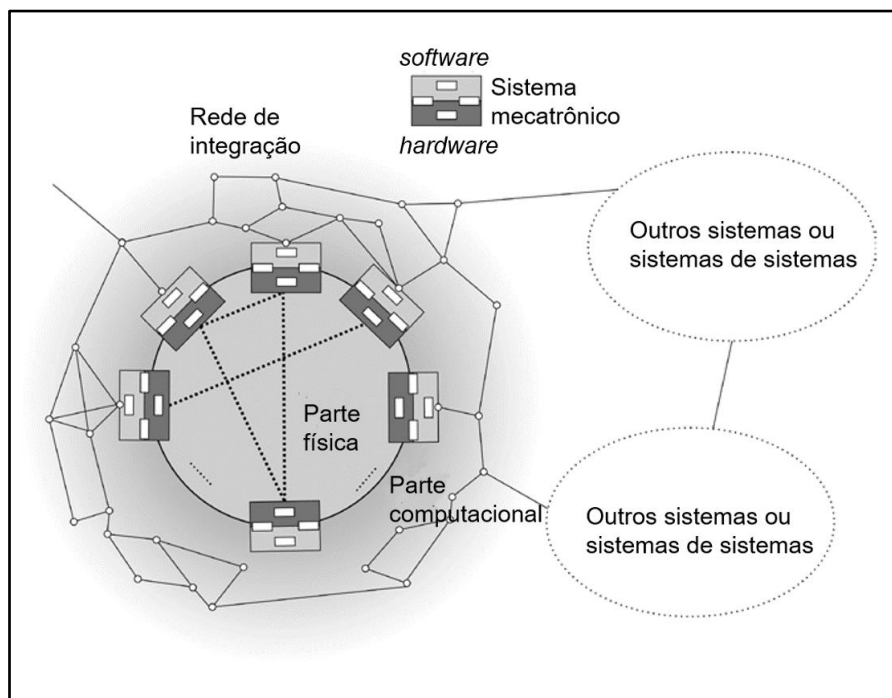 software
Sistema
mecatrônico
hardware
Rede de
integração
Outros sistemas ou
sistemas de sistemas
Parte
física
Parte
computacional
Outros sistemas ou
sistemas de sistemas